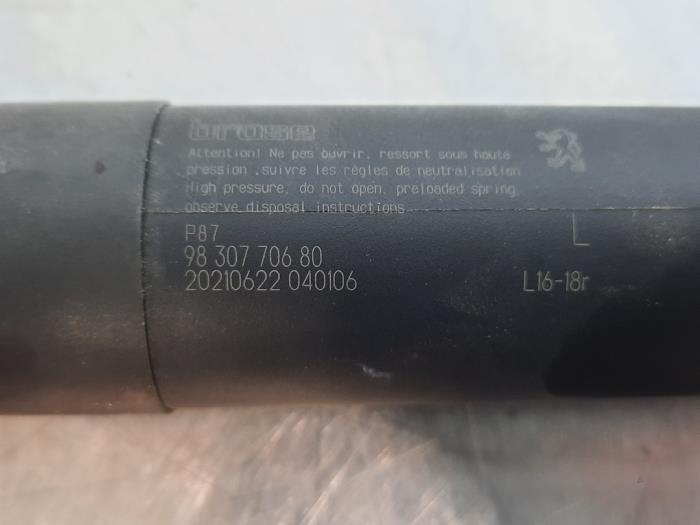 brose
Attention! Ne pas ouvrir, ressort sous haute
pression ,suivre les règles de neutralisation
High pressure, do not open, preloaded spring
observe disposal instructions
P87
L
98 307 706 80
20210622 040106
L16-18r